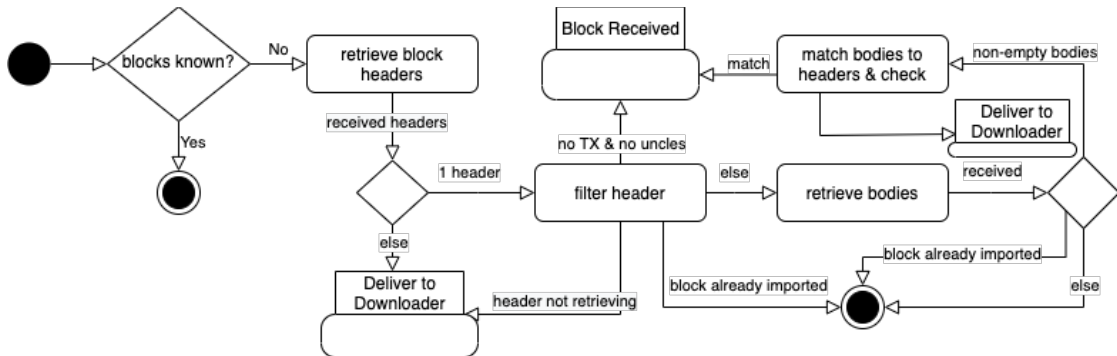 Block Received
blocks known?
No
retrieve block
headers
match
match bodies to
headers & check
non-empty bodies
Yes
received headers
Deliver to
Downloader
no TX & no uncles
1 header
filter header
else
retrieve bodies
received
else
Deliver to
Downloader
header not retrieving
block already imported
block already imported
else